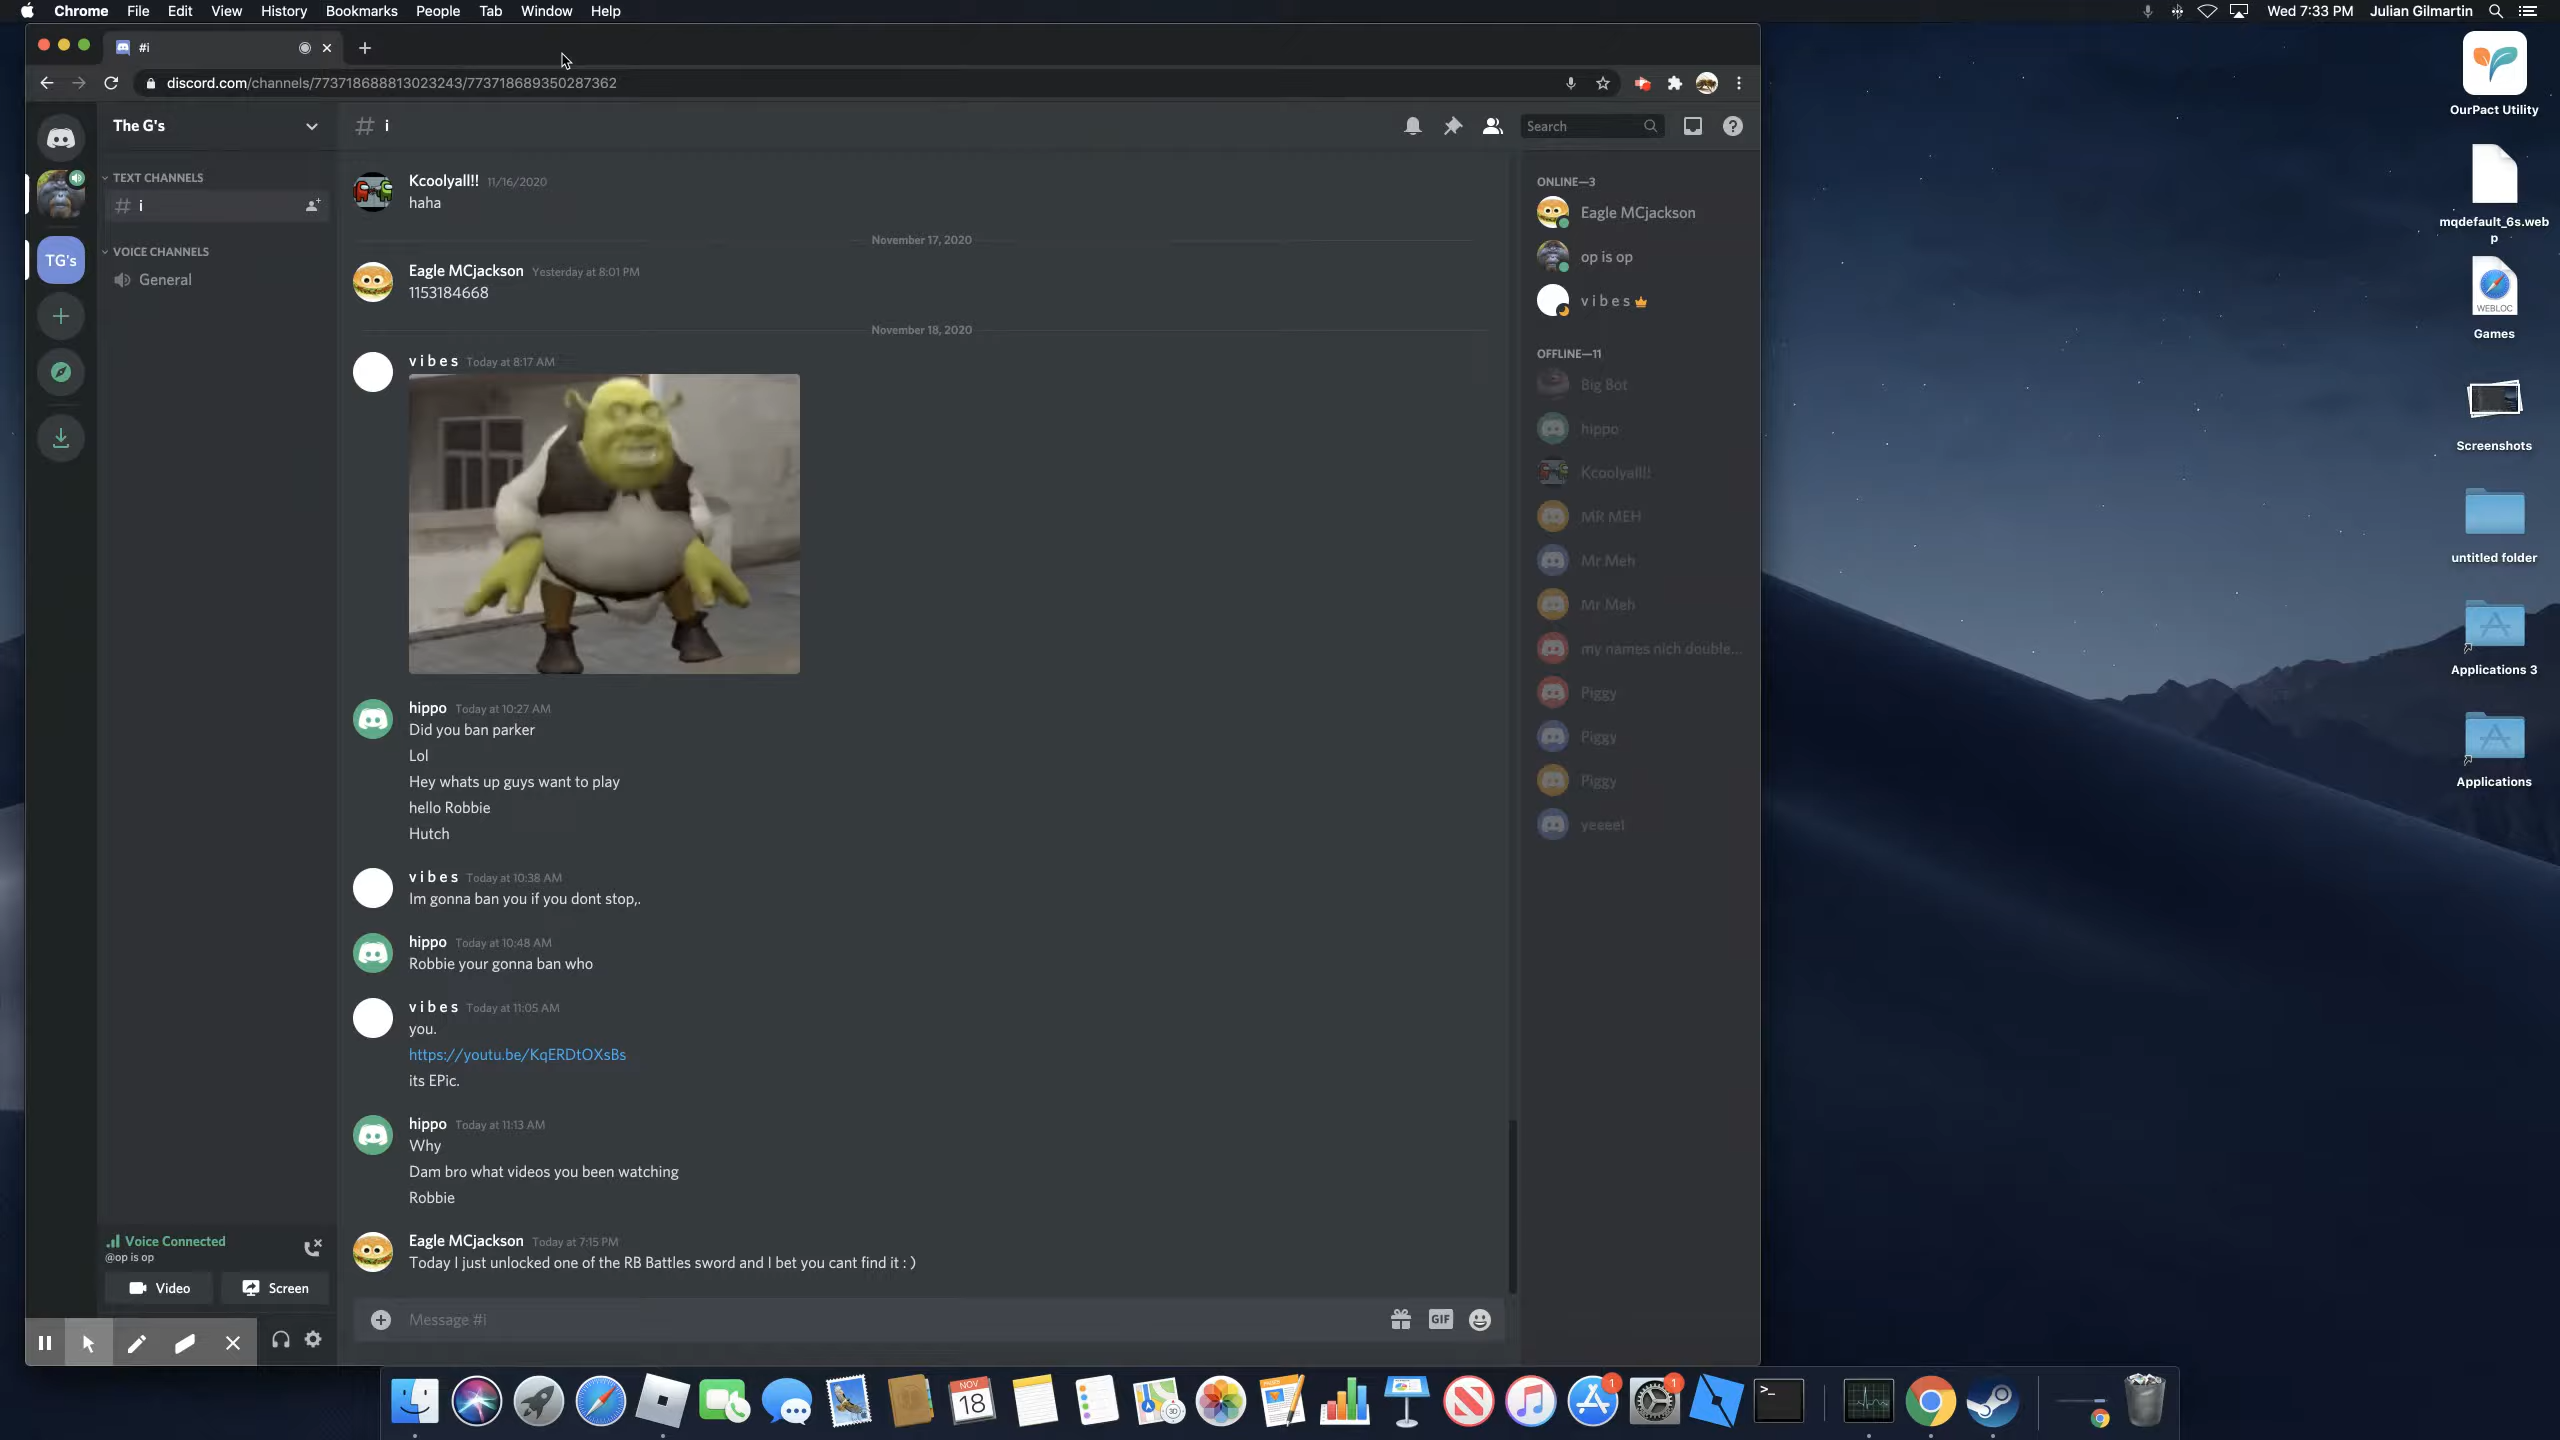 Chrome File Edit View History Bookmarks People Tab Window Help
Wed 7:33 PM Julian Gilmartin
#i
discord.com/channels/773718688813023243/773718689350287362
The G's
# i
Search
TG's
TEXT CHANNELS
# i
VOICE CHANNELS
General
Kcoolyall!! 11/16/2020
haha
November 17, 2020
Eagle MCjackson Yesterday at 8:01 PM
1153184668
November 18, 2020
v i b e s Today at 8:17 AM
hippo Today at 10:27 AM
Did you ban parker
Lol
Hey whats up guys want to play
hello Robbie
Hutch
v i b e s Today at 10:38 AM
Im gonna ban you if you dont stop,.
hippo Today at 10:48 AM
Robbie your gonna ban who
v i b e s Today at 11:05 AM
you.
https://youtu.be/KqERDtOXsBs
its EPic.
hippo Today at 11:13 AM
Why
Dam bro what videos you been watching
Robbie
Eagle MCjackson Today at 7:15 PM
Today I just unlocked one of the RB Battles sword and I bet you cant find it : )
Message #i
GIF
Voice Connected
@op is op
Video
Screen
ONLINE—3
Eagle MCjackson
op is op
v i b e s
OFFLINE—11
Big Bot
hippo
Kcoolyall!!
MR MEH
Mr Meh
Mr Meh
my names nich double...
Piggy
Piggy
Piggy
yeeee1
OurPact Utility
mqdefault_6s.web
p
WEBLOC
Games
Screenshots
untitled folder
Applications 3
Applications
NOV
18
3D
1
1
>_